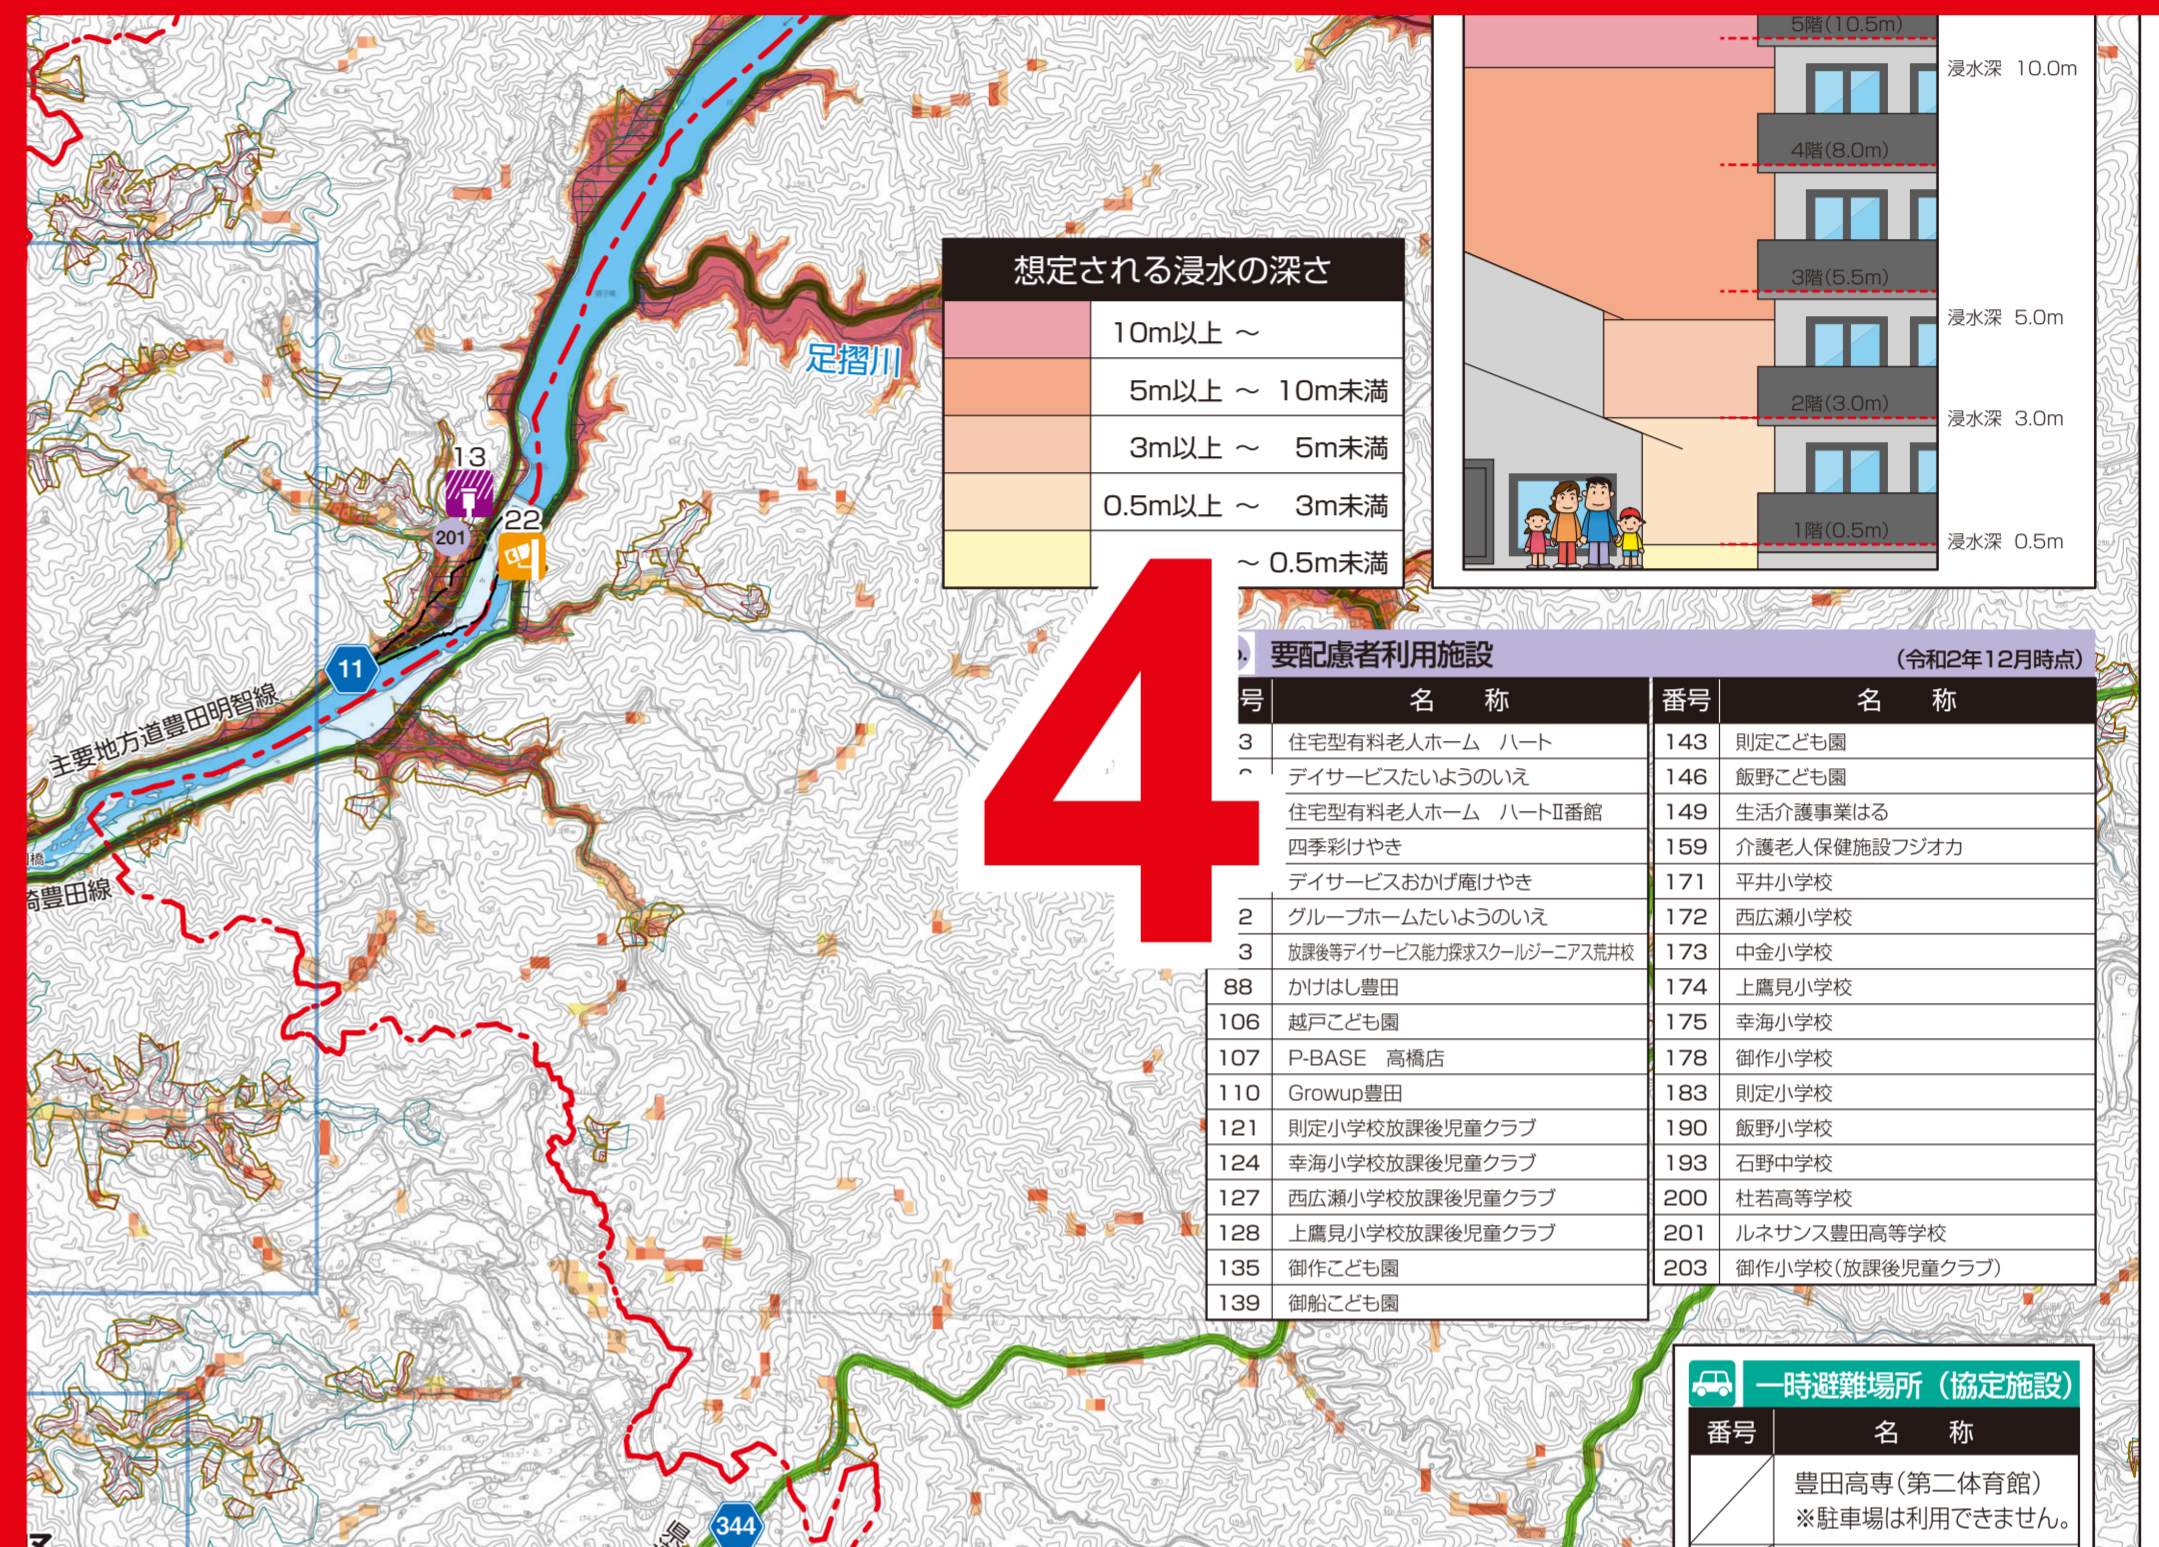 5階(10.5m)
浸水深 10.0m
4階(8.0m)
3階(5.5m)
浸水深 5.0m
2階(3.0m)
浸水深 3.0m
1階(0.5m)
浸水深 0.5m
想定される浸水の深さ
10m以上 ～
5m以上 ～ 10m未満
3m以上 ～ 5m未満
0.5m以上 ～ 3m未満
～ 0.5m未満
足摺川
13
201
22
11
主要地方道豊田明智線
橋
豊田線
344
4
要配慮者利用施設 (令和2年12月時点)
号 名 称 番号 名 称
3 住宅型有料老人ホーム ハート 143 則定こども園
デイサービスたいようのいえ 146 飯野こども園
住宅型有料老人ホーム ハートⅡ番館 149 生活介護事業はる
四季彩けやき 159 介護老人保健施設フジオカ
デイサービスおかげ庵けやき 171 平井小学校
2 グループホームたいようのいえ 172 西広瀬小学校
3 放課後等デイサービス能力探求スクールジーニアス荒井校 173 中金小学校
88 かけはし豊田 174 上鷹見小学校
106 越戸こども園 175 幸海小学校
107 P-BASE 高橋店 178 御作小学校
110 Growup豊田 183 則定小学校
121 則定小学校放課後児童クラブ 190 飯野小学校
124 幸海小学校放課後児童クラブ 193 石野中学校
127 西広瀬小学校放課後児童クラブ 200 杜若高等学校
128 上鷹見小学校放課後児童クラブ 201 ルネサンス豊田高等学校
135 御作こども園 203 御作小学校(放課後児童クラブ)
139 御船こども園
一時避難場所（協定施設）
番号 名 称
豊田高専(第二体育館)
※駐車場は利用できません。